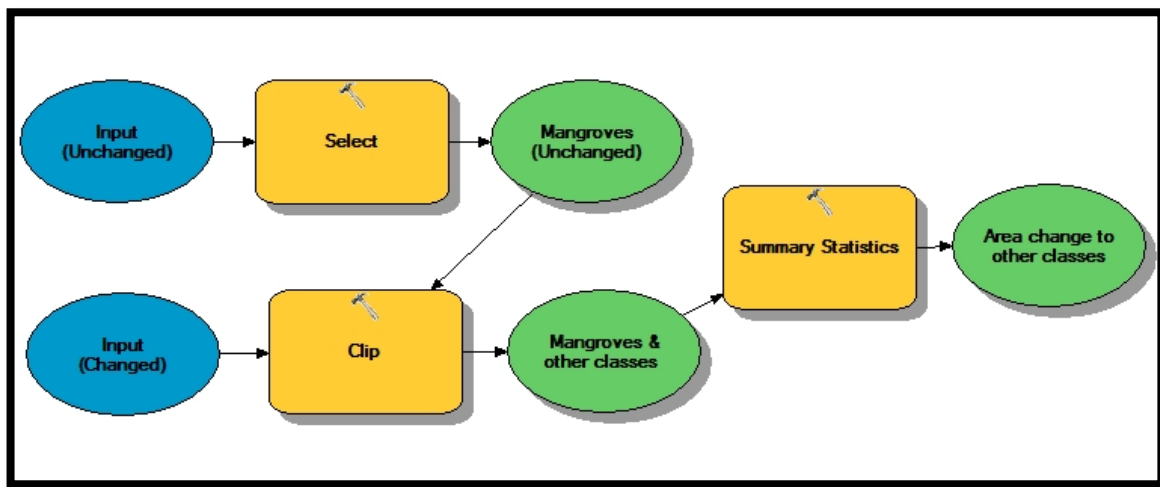 Input
(Unchanged)
Select
Mangroves
(Unchanged)
Summary Statistics
Area change to
other classes
Input
(Changed)
Clip
Mangroves &
other classes